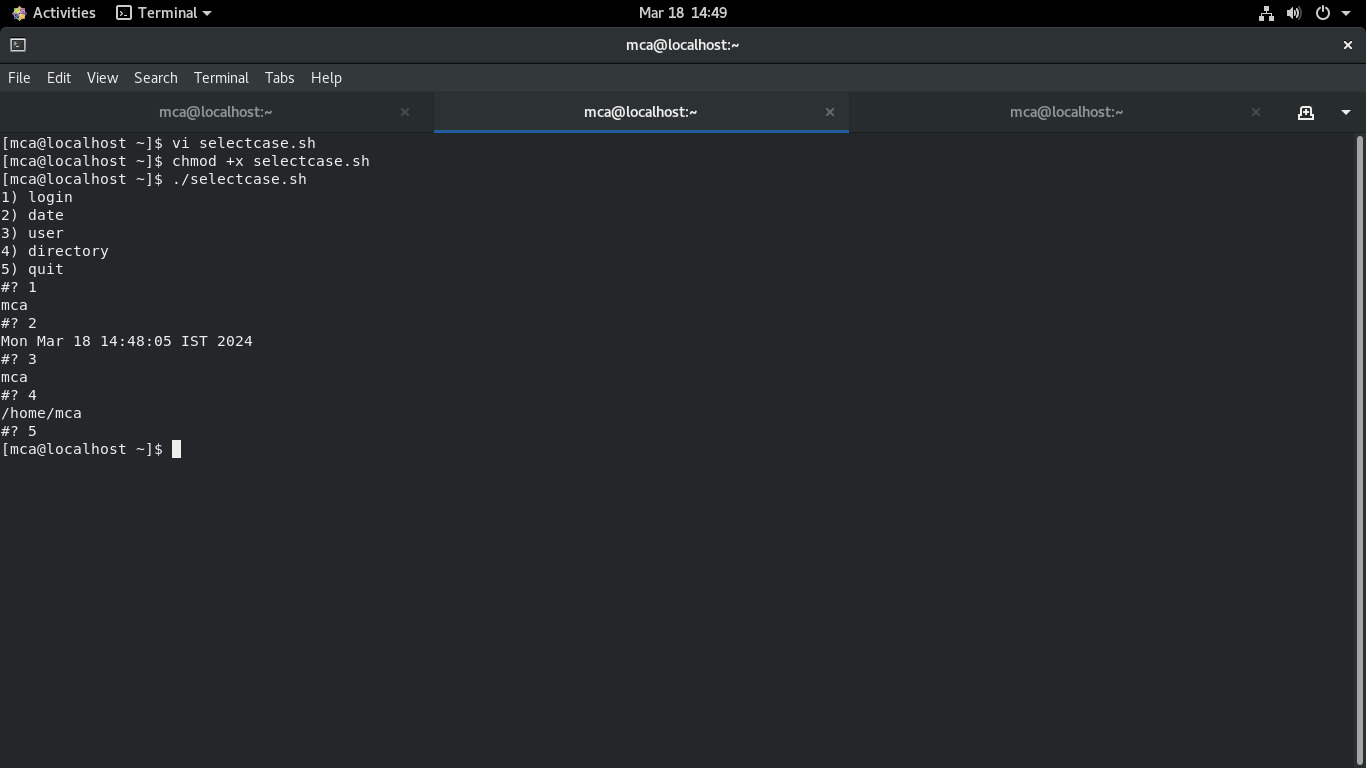 Activities Terminal Mar 18 14:49
mca@localhost:~
File Edit View Search Terminal Tabs Help
mca@localhost:~ mca@localhost:~ mca@localhost:~
[mca@localhost ~]$ vi selectcase.sh
[mca@localhost ~]$ chmod +x selectcase.sh
[mca@localhost ~]$ ./selectcase.sh
1) login
2) date
3) user
4) directory
5) quit
#? 1
mca
#? 2
Mon Mar 18 14:48:05 IST 2024
#? 3
mca
#? 4
/home/mca
#? 5
[mca@localhost ~]$